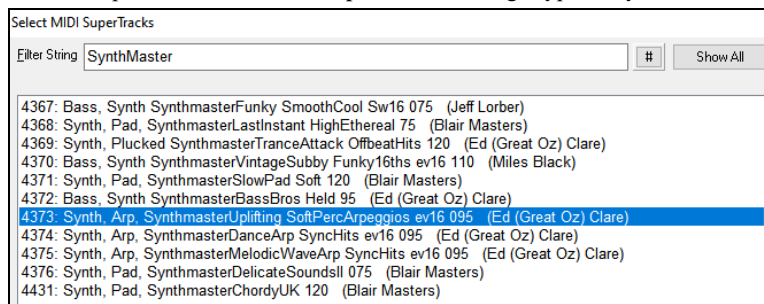 Select MIDI SuperTracks
Filter String SynthMaster # Show All
4367: Bass, Synth SynthmasterFunky SmoothCool Sw16 075 (Jeff Lorber)
4368: Synth, Pad, SynthmasterLastInstant HighEthereal 75 (Blair Masters)
4369: Synth, Plucked SynthmasterTranceAttack OffbeatHits 120 (Ed (Great Oz) Clare)
4370: Bass, Synth SynthmasterVintageSubby Funky16ths ev16 110 (Miles Black)
4371: Synth, Pad, SynthmasterSlowPad Soft 120 (Blair Masters)
4372: Bass, Synth SynthmasterBassBros Held 95 (Ed (Great Oz) Clare)
4373: Synth, Arp, SynthmasterUplifting SoftPercArpeggios ev16 095 (Ed (Great Oz) Clare)
4374: Synth, Arp, SynthmasterDanceArp SyncHits ev16 095 (Ed (Great Oz) Clare)
4375: Synth, Arp, SynthmasterMelodicWaveArp SyncHits ev16 095 (Ed (Great Oz) Clare)
4376: Synth, Pad, SynthmasterDelicateSoundsII 075 (Blair Masters)
4431: Synth, Pad, SynthmasterChordyUK 120 (Blair Masters)